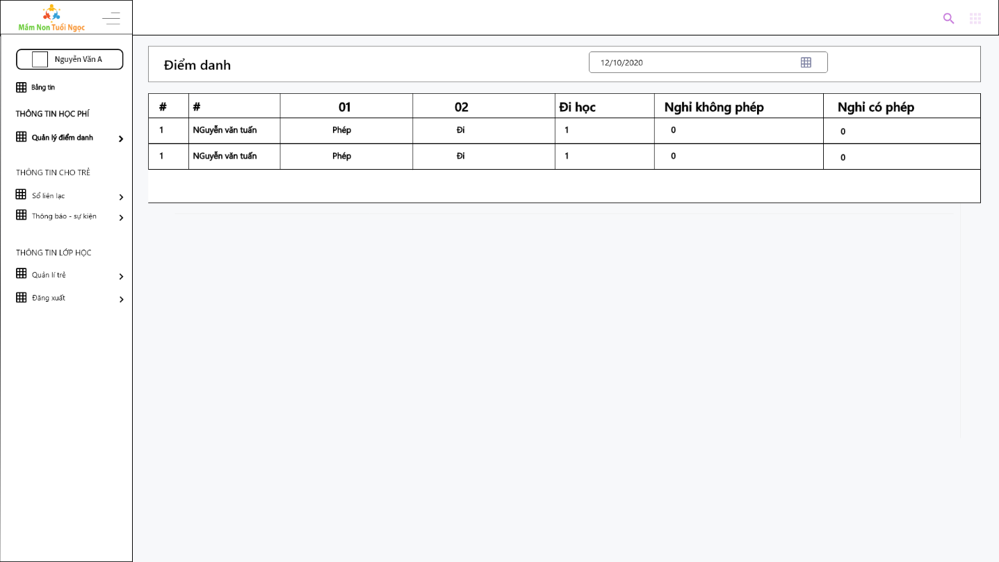 Mầm Non Tuổi Ngọc
Nguyễn Văn A
Bảng tin
THÔNG TIN HỌC PHÍ
Quản lý điểm danh
THÔNG TIN CHO TRẺ
Sổ liên lạc
Thông báo - sự kiện
THÔNG TIN LỚP HỌC
Quản lí trẻ
Đăng xuất
Điểm danh
12/10/2020
# # 01 02 Đi học Nghỉ không phép Nghỉ có phép
1 NGuyễn văn tuấn Phép Đi 1 0 0
1 NGuyễn văn tuấn Phép Đi 1 0 0